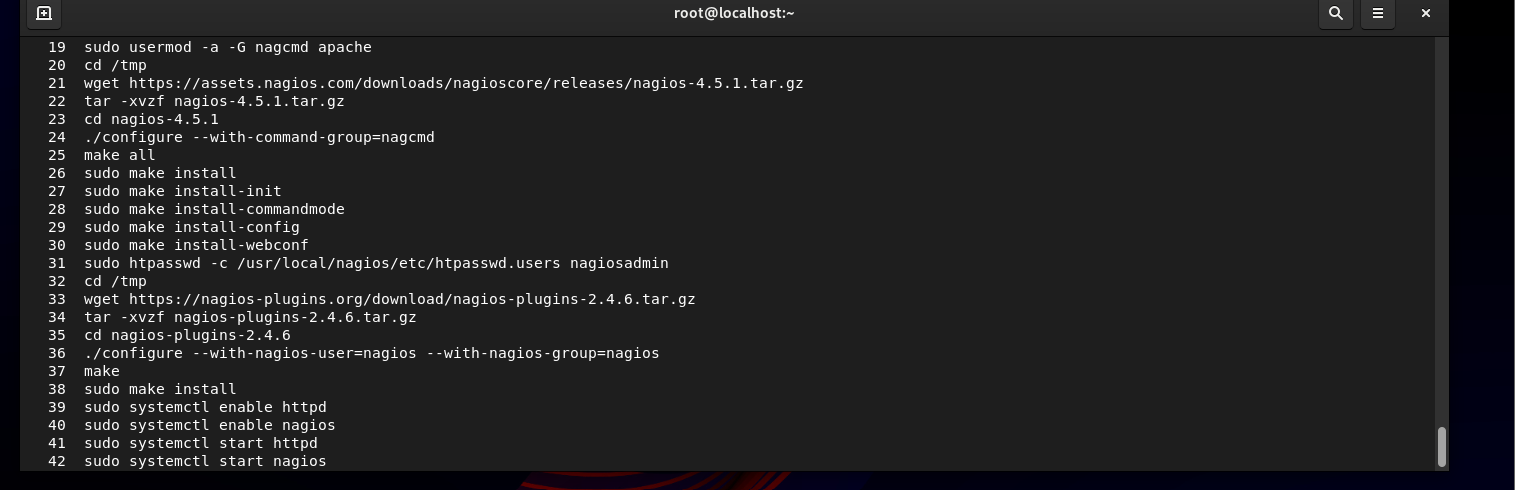 root@localhost:~
19 sudo usermod -a -G nagcmd apache
20 cd /tmp
21 wget https://assets.nagios.com/downloads/nagioscore/releases/nagios-4.5.1.tar.gz
22 tar -xvzf nagios-4.5.1.tar.gz
23 cd nagios-4.5.1
24 ./configure --with-command-group=nagcmd
25 make all
26 sudo make install
27 sudo make install-init
28 sudo make install-commandmode
29 sudo make install-config
30 sudo make install-webconf
31 sudo htpasswd -c /usr/local/nagios/etc/htpasswd.users nagiosadmin
32 cd /tmp
33 wget https://nagios-plugins.org/download/nagios-plugins-2.4.6.tar.gz
34 tar -xvzf nagios-plugins-2.4.6.tar.gz
35 cd nagios-plugins-2.4.6
36 ./configure --with-nagios-user=nagios --with-nagios-group=nagios
37 make
38 sudo make install
39 sudo systemctl enable httpd
40 sudo systemctl enable nagios
41 sudo systemctl start httpd
42 sudo systemctl start nagios